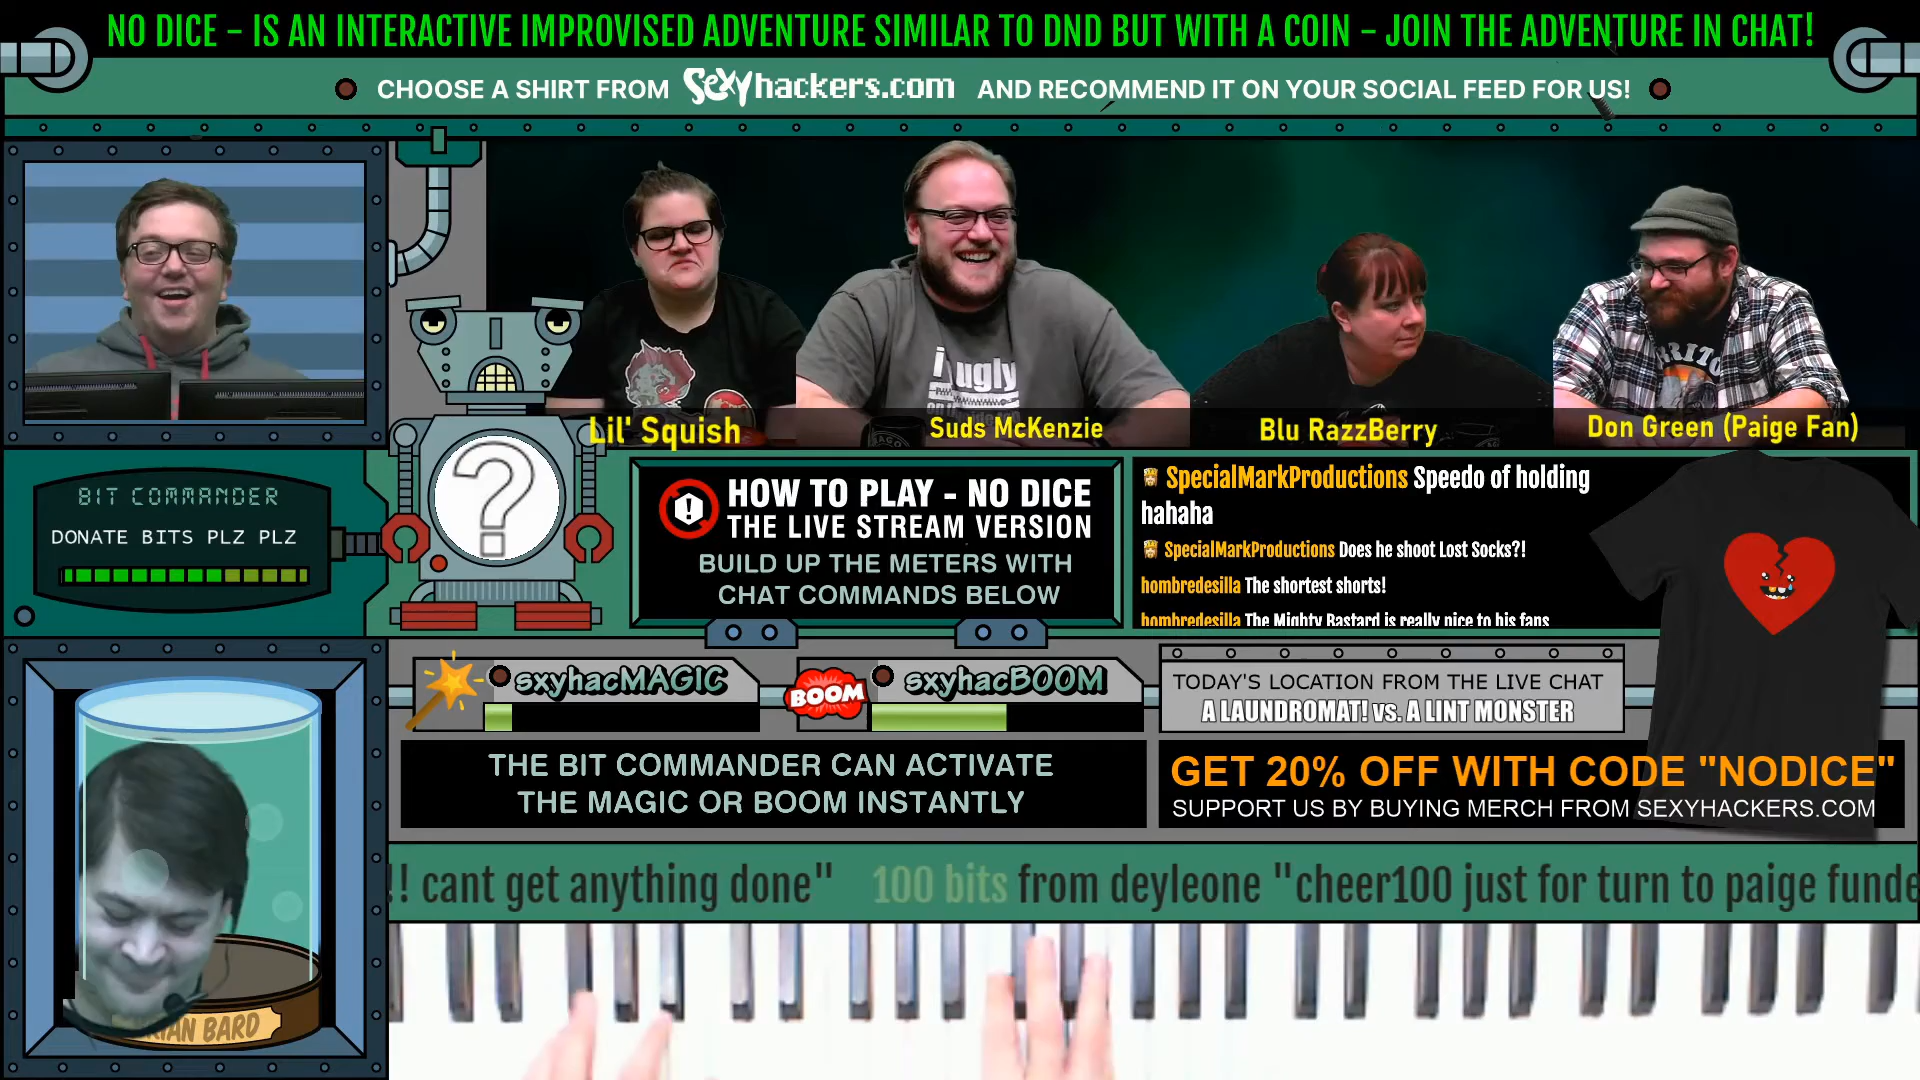 NO DICE - IS AN INTERACTIVE IMPROVISED ADVENTURE SIMILAR TO DND BUT WITH A COIN - JOIN THE ADVENTURE IN CHAT!
CHOOSE A SHIRT FROM Sexyhackers.com AND RECOMMEND IT ON YOUR SOCIAL FEED FOR US!
i ugly
RRITO
Lil' Squish
Suds McKenzie
Blu RazzBerry
Don Green (Paige Fan)
BIT COMMANDER
DONATE BITS PLZ PLZ
?
HOW TO PLAY - NO DICE
THE LIVE STREAM VERSION
BUILD UP THE METERS WITH
CHAT COMMANDS BELOW
SpecialMarkProductions Speedo of holding
hahaha
SpecialMarkProductions Does he shoot Lost Socks?!
hombredesilla The shortest shorts!
hombredesilla The Mighty Bastard is really nice to his fans
sxyhacMAGIC
BOOM
sxyhacBOOM
TODAY'S LOCATION FROM THE LIVE CHAT
A LAUNDROMAT! vs. A LINT MONSTER
THE BIT COMMANDER CAN ACTIVATE
THE MAGIC OR BOOM INSTANTLY
GET 20% OFF WITH CODE "NODICE"
SUPPORT US BY BUYING MERCH FROM SEXYHACKERS.COM
!! cant get anything done" 100 bits from deyleone "cheer100 just for turn to paige funde
RIAN BARD